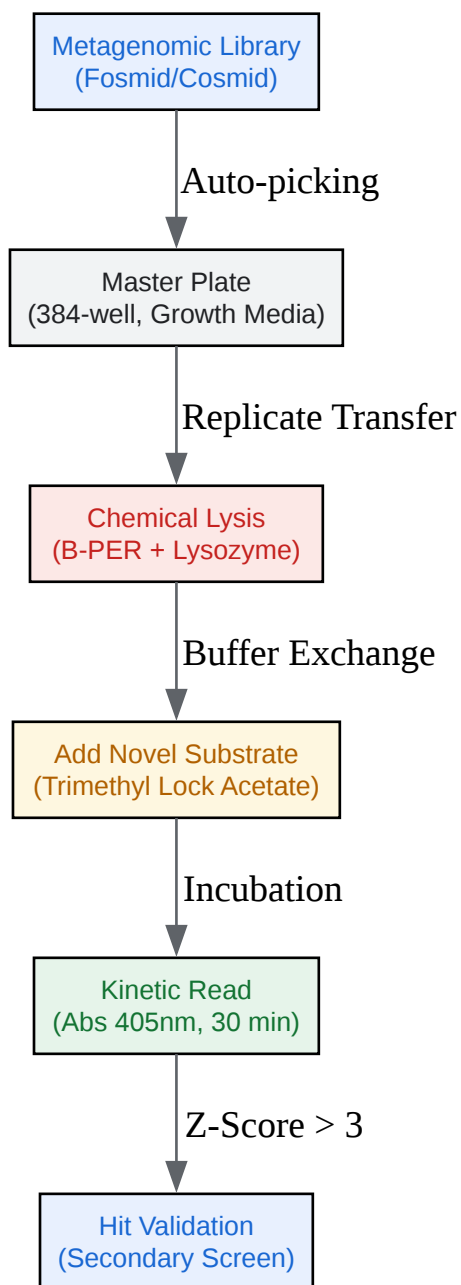 Metagenomic Library
(Fosmid/Cosmid)
Auto-picking
Master Plate
(384-well, Growth Media)
Replicate Transfer
Chemical Lysis
(B-PER + Lysozyme)
Buffer Exchange
Add Novel Substrate
(Trimethyl Lock Acetate)
Incubation
Kinetic Read
(Abs 405nm, 30 min)
Z-Score > 3
Hit Validation
(Secondary Screen)